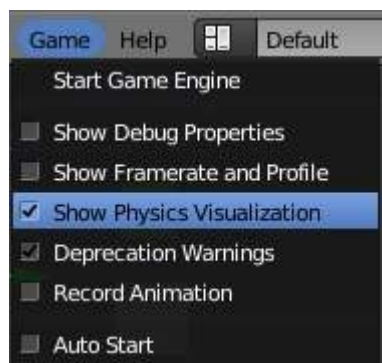 Game Help Default
Start Game Engine
Show Debug Properties
Show Framerate and Profile
Show Physics Visualization
Deprecation Warnings
Record Animation
Auto Start